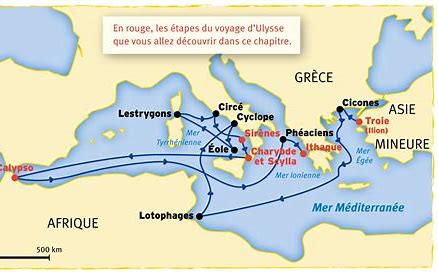 En rouge, les étapes du voyage d'Ulysse
que vous allez découvrir dans ce chapitre.
GRÈCE
Circé
Cicones
ASIE
Lestrygons
Cyclope
Troie
(Ilion)
Sirènes
Phéaciens
MINEURE
Mer
Tyrrhénienne
Ithaque
Éole
Charybde
et Scylla
Mer
Égée
Calypso
Mer Ionienne
Mer Méditerranée
AFRIQUE
Lotophages
500 km